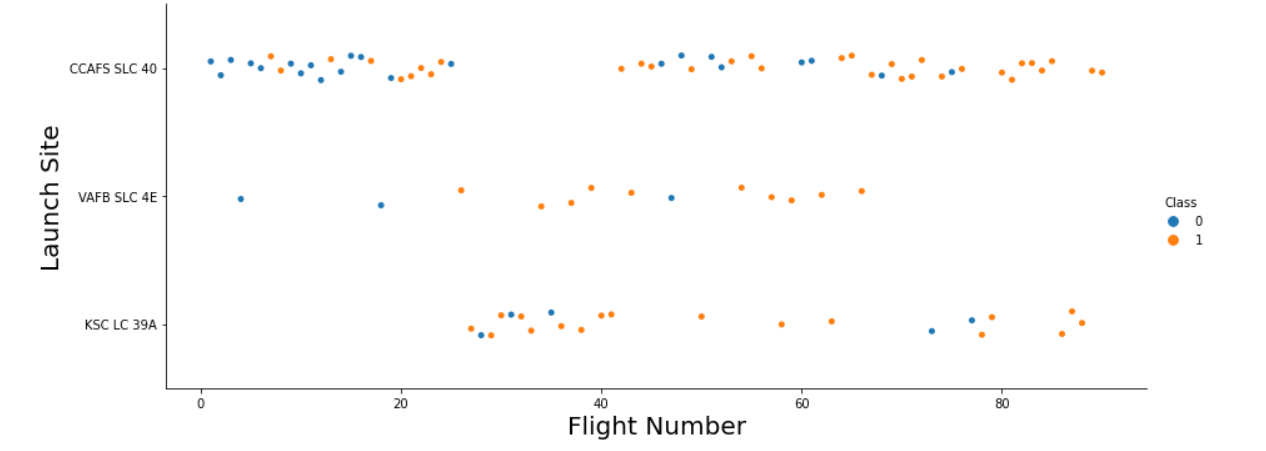 Launch Site
CCAFS SLC 40
VAFB SLC 4E
KSC LC 39A
0 20 40 60 80
Flight Number
Class
0
1